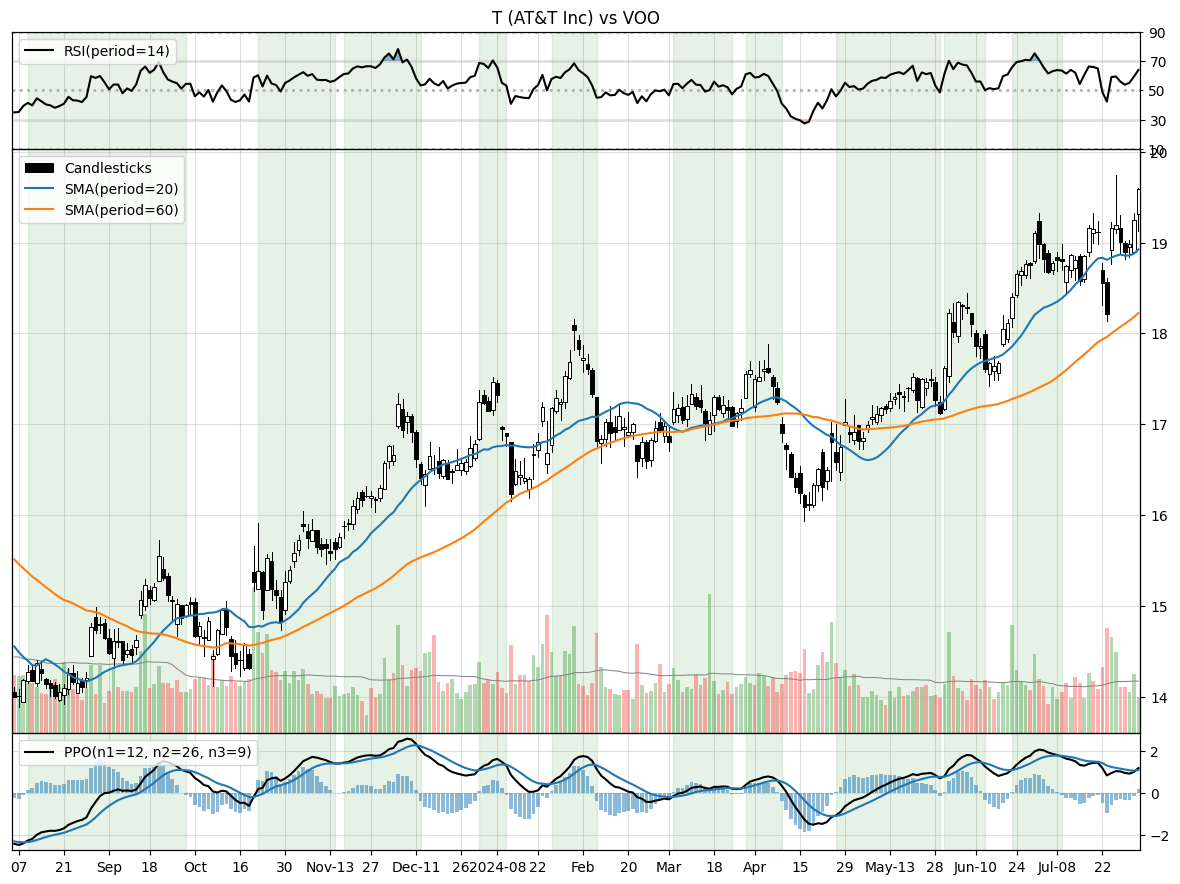 T (AT&T Inc) vs VOO
RSI(period=14)
90
70
50
30
10
Candlesticks
SMA(period=20)
SMA(period=60)
20
19
18
17
16
15
14
PPO(n1=12, n2=26, n3=9)
2
0
−2
07 21 Sep 18 Oct 16 30 Nov-13 27 Dec-11 26 2024-08 22 Feb 20 Mar 18 Apr 15 29 May-13 28 Jun-10 24 Jul-08 22